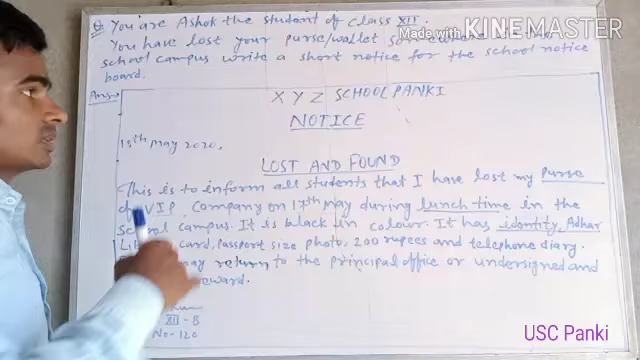 Q. You are Ashok the student of class XII.
You have lost your purse/wallet in the
school campus write a short notice for the school notice
board.
Made with KINEMASTER
Ans:-
X Y Z SCHOOL PANKI
NOTICE
May 2020,
LOST AND FOUND
This is to inform all students that I have lost my purse
of VIP. Company on 17th May during lunch time in the
campus. It is black in colour. It has identity, Adhar
card, passport size photo, 200 rupees and telephone diary.
may return to the principal office or undersigned and
XII - B
No-120
USC Panki